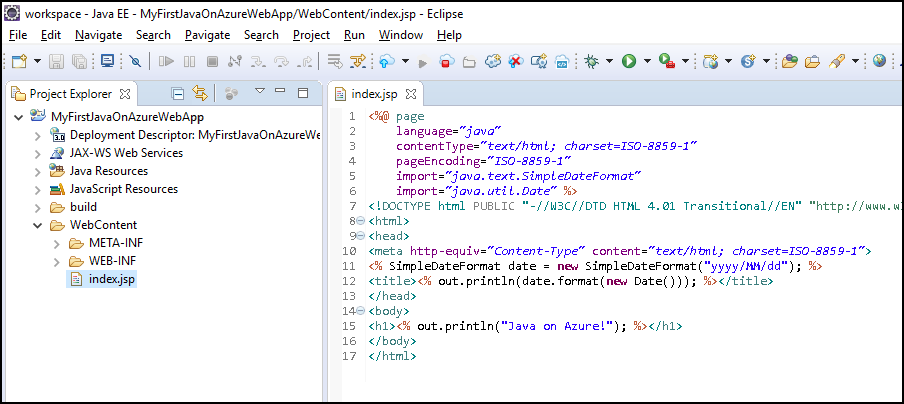 workspace - Java EE - MyFirstJavaOnAzureWebApp/WebContent/index.jsp - Eclipse
File Edit Navigate Search Pavigate Search Project Run Window Help
Project Explorer
MyFirstJavaOnAzureWebApp
3.0 Deployment Descriptor: MyFirstJavaOnAzureWe
JAX-WS Web Services
Java Resources
JavaScript Resources
build
WebContent
META-INF
WEB-INF
index.jsp
index.jsp
1 <%@ page
2 language="java"
3 contentType="text/html; charset=ISO-8859-1"
4 pageEncoding="ISO-8859-1"
5 import="java.text.SimpleDateFormat"
6 import="java.util.Date" %>
7 <!DOCTYPE html PUBLIC "-//W3C//DTD HTML 4.01 Transitional//EN" "http://www.w
8 <html>
9 <head>
10 <meta http-equiv="Content-Type" content="text/html; charset=ISO-8859-1">
11 <% SimpleDateFormat date = new SimpleDateFormat("yyyy/MM/dd"); %>
12 <title><% out.println(date.format(new Date())); %></title>
13 </head>
14 <body>
15 <h1><% out.println("Java on Azure!"); %></h1>
16 </body>
17 </html>